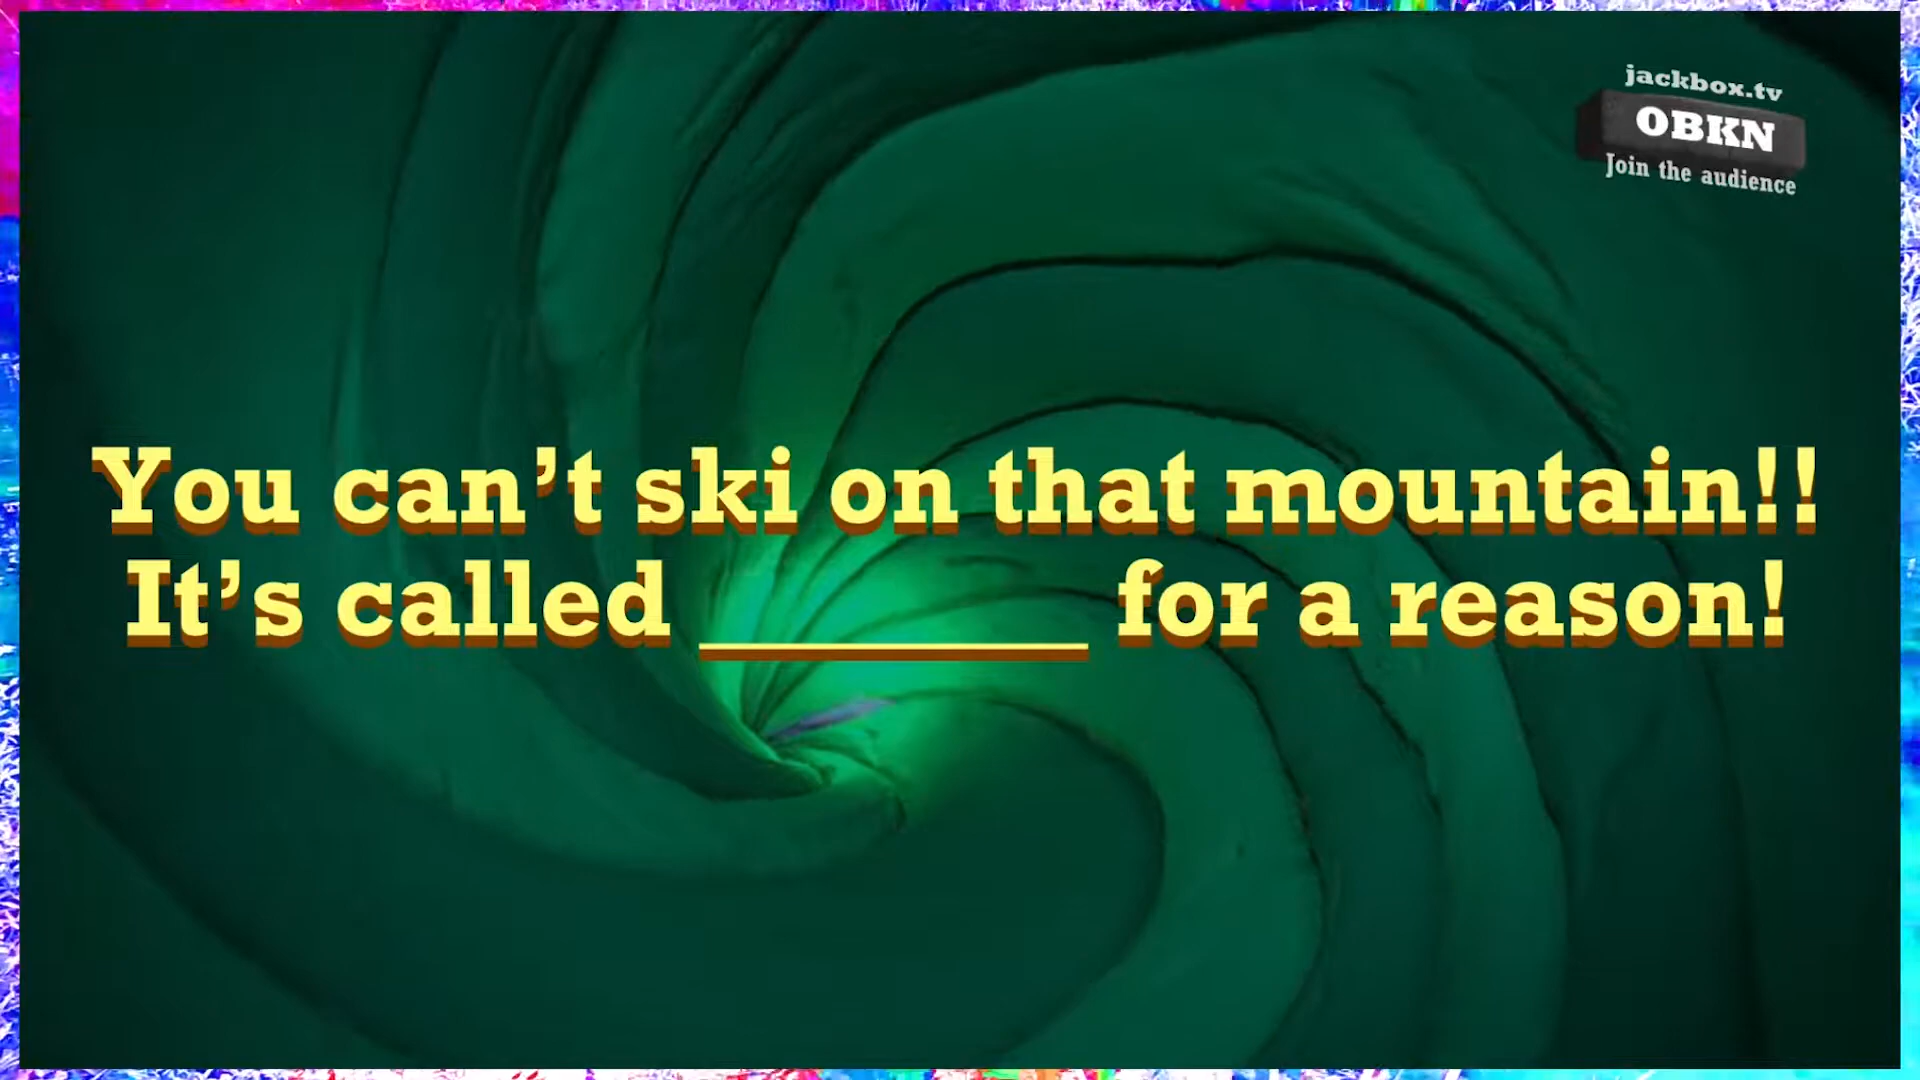 jackbox.tv
OBKN
Join the audience
You can’t ski on that mountain!!
It’s called ________ for a reason!